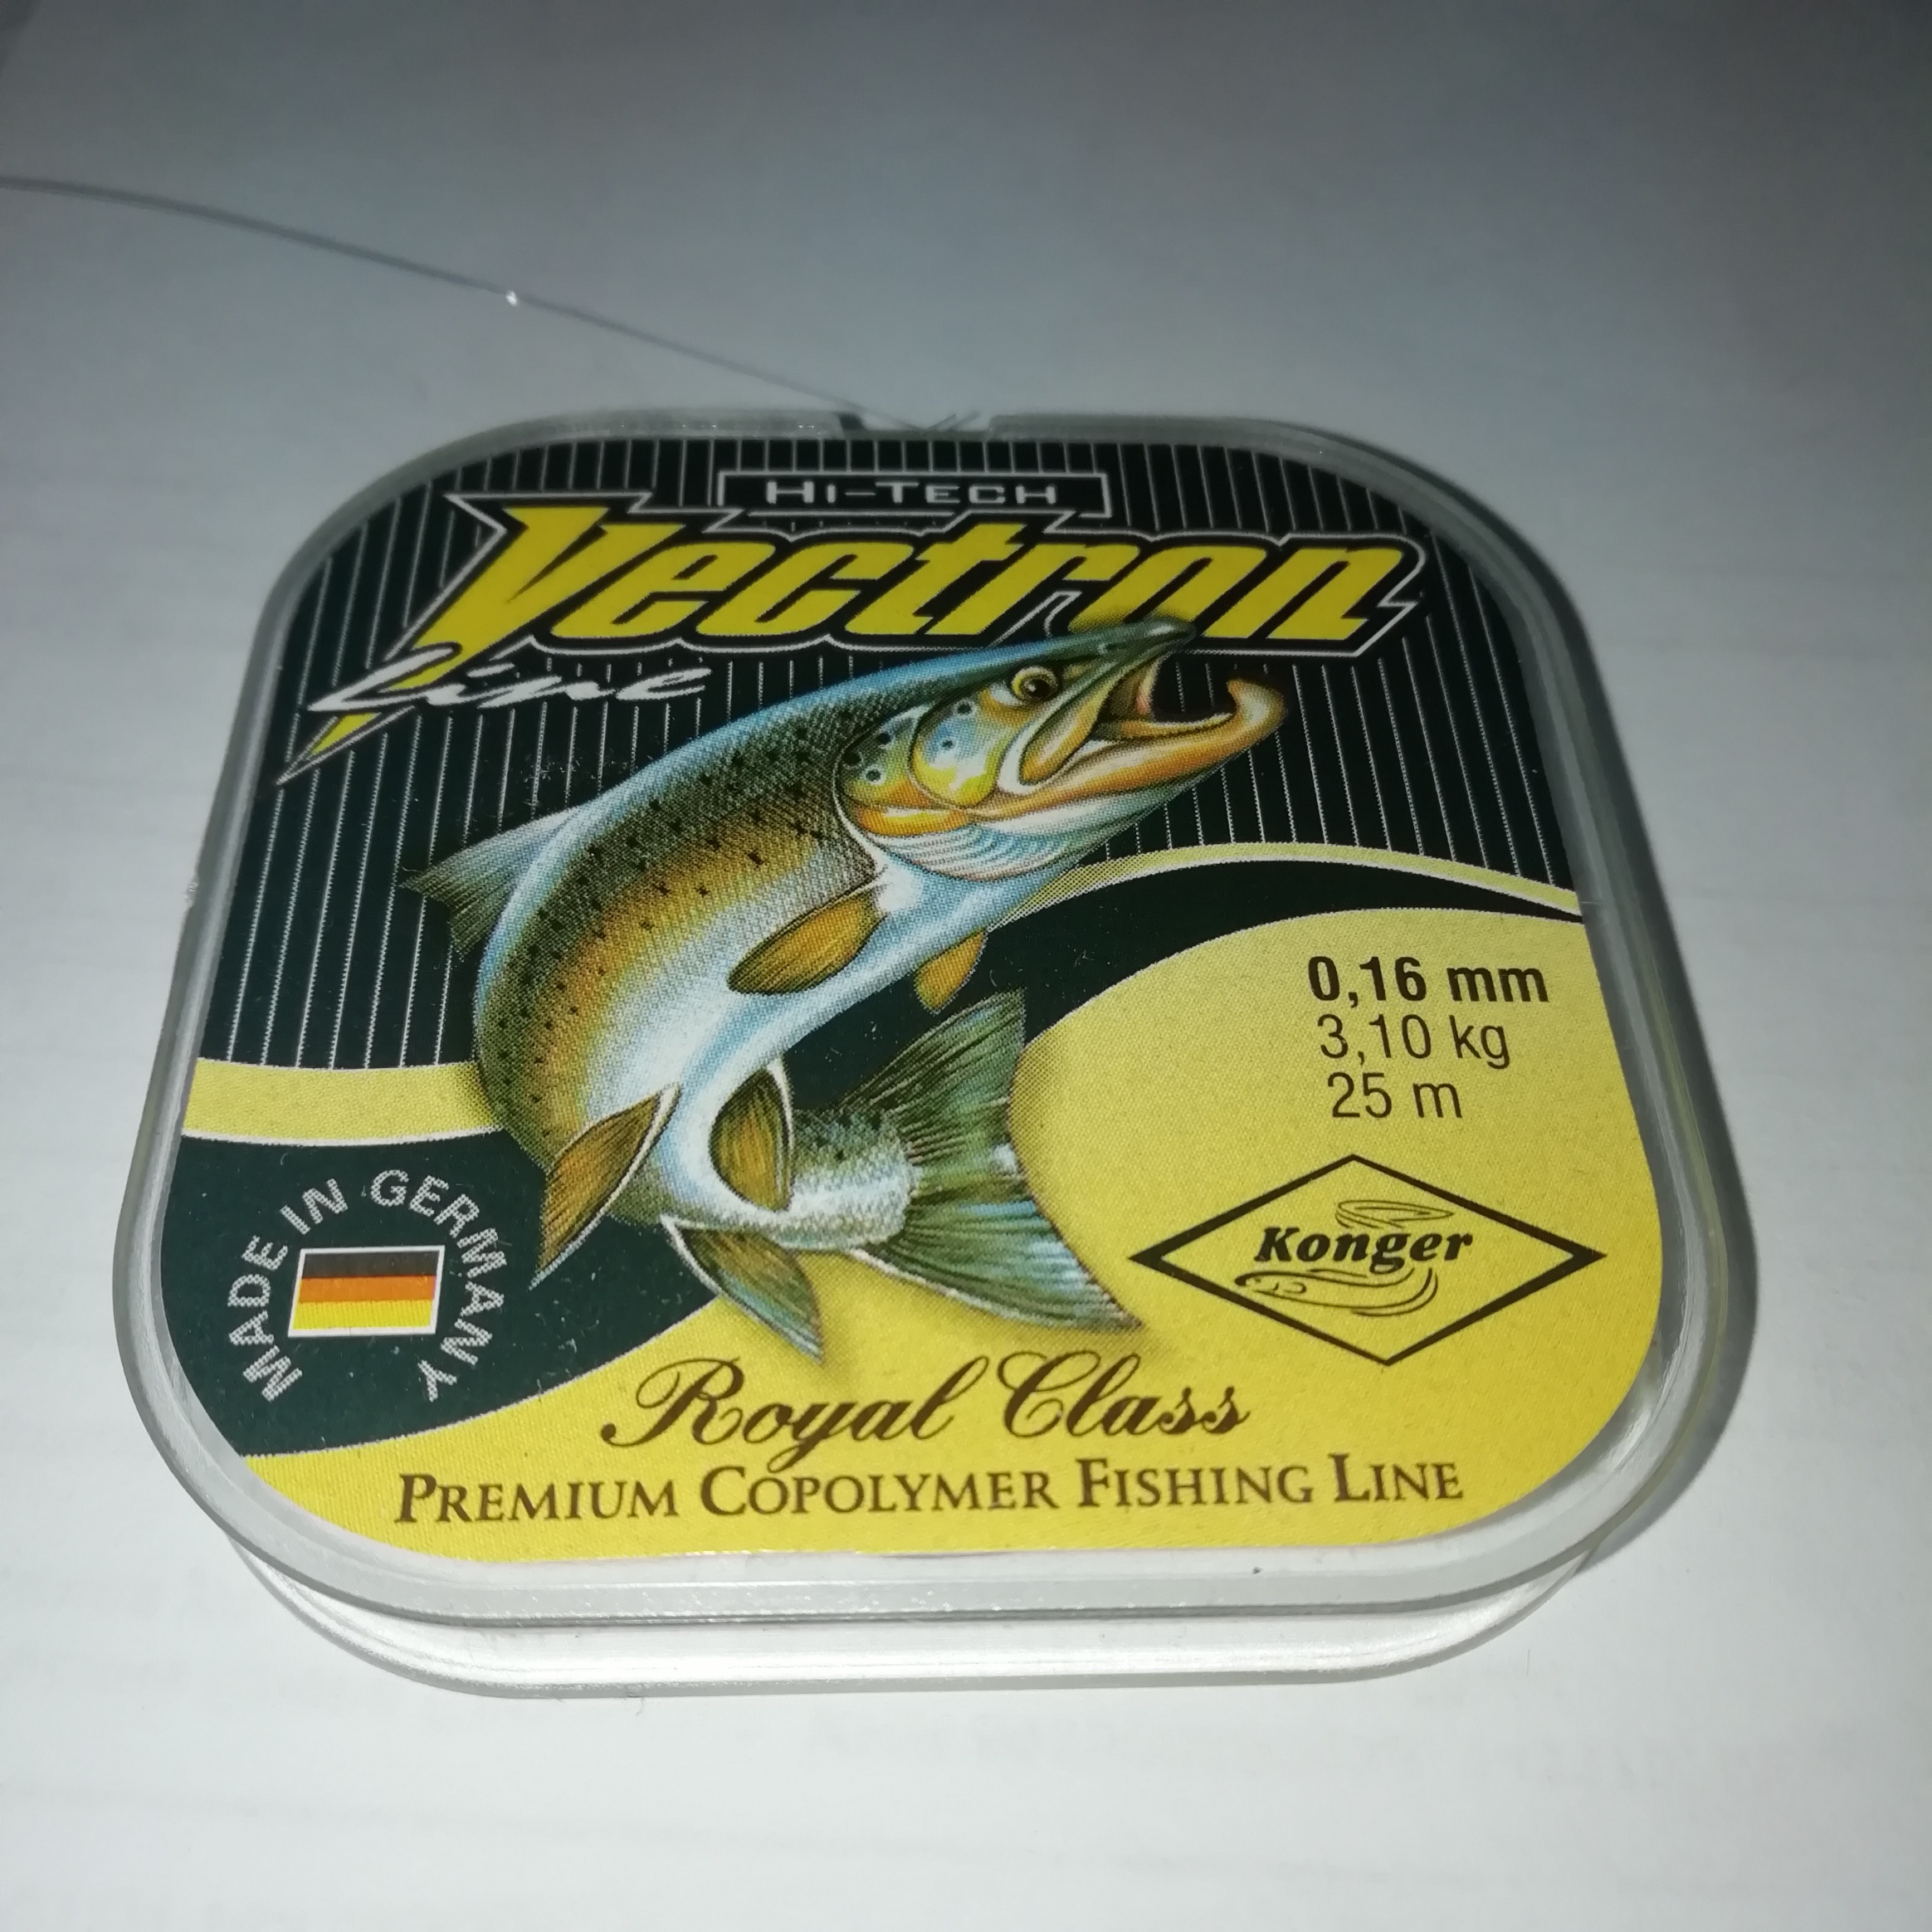 HI-TECH
Vectron
Line
0,16 mm
3,10 kg
25 m
MADE IN GERMANY
Konger
Royal Class
PREMIUM COPOLYMER FISHING LINE